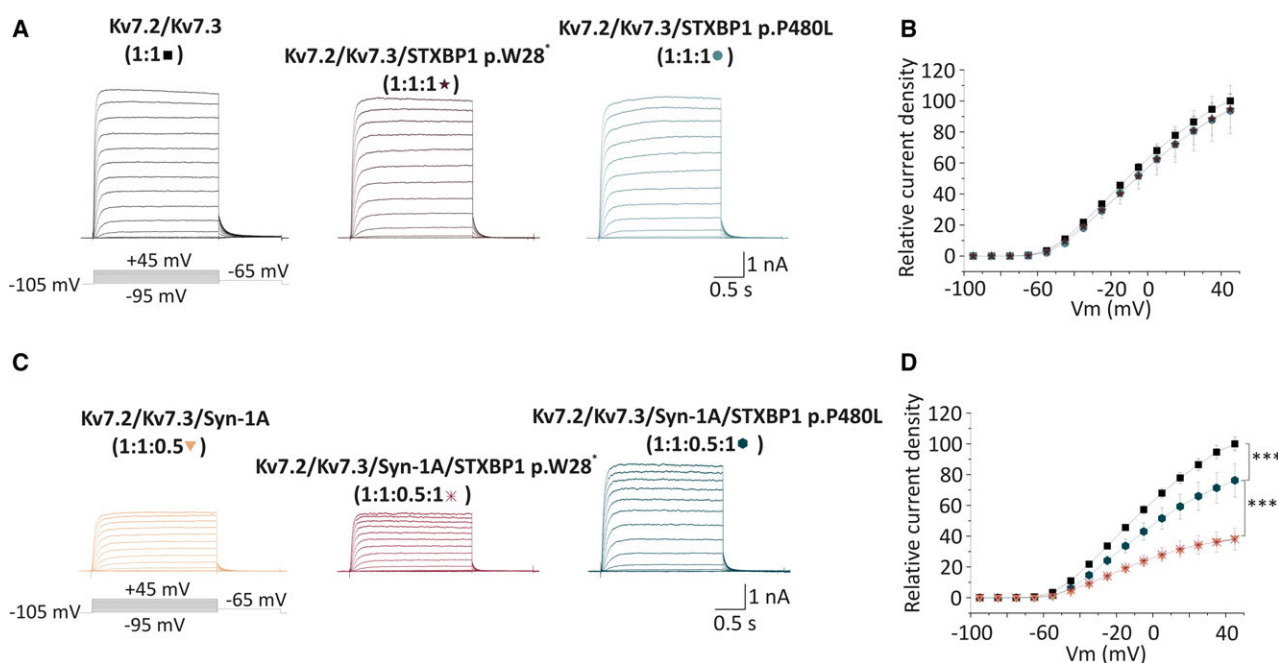 A
Kv7.2/Kv7.3
(1:1■)
Kv7.2/Kv7.3/STXBP1 p.W28*
(1:1:1★)
Kv7.2/Kv7.3/STXBP1 p.P480L
(1:1:1●)
+45 mV
-105 mV
-65 mV
-95 mV
1 nA
0.5 s
B
Relative current density
120
100
80
60
40
20
0
-100
-60
-20
0
40
Vm (mV)
C
Kv7.2/Kv7.3/Syn-1A
(1:1:0.5▼)
Kv7.2/Kv7.3/Syn-1A/STXBP1 p.W28*
(1:1:0.5:1✳)
Kv7.2/Kv7.3/Syn-1A/STXBP1 p.P480L
(1:1:0.5:1⬢)
+45 mV
-105 mV
-65 mV
-95 mV
1 nA
0.5 s
D
Relative current density
120
100
80
60
40
20
0
-100
-60
-20
0
40
Vm (mV)
***
***